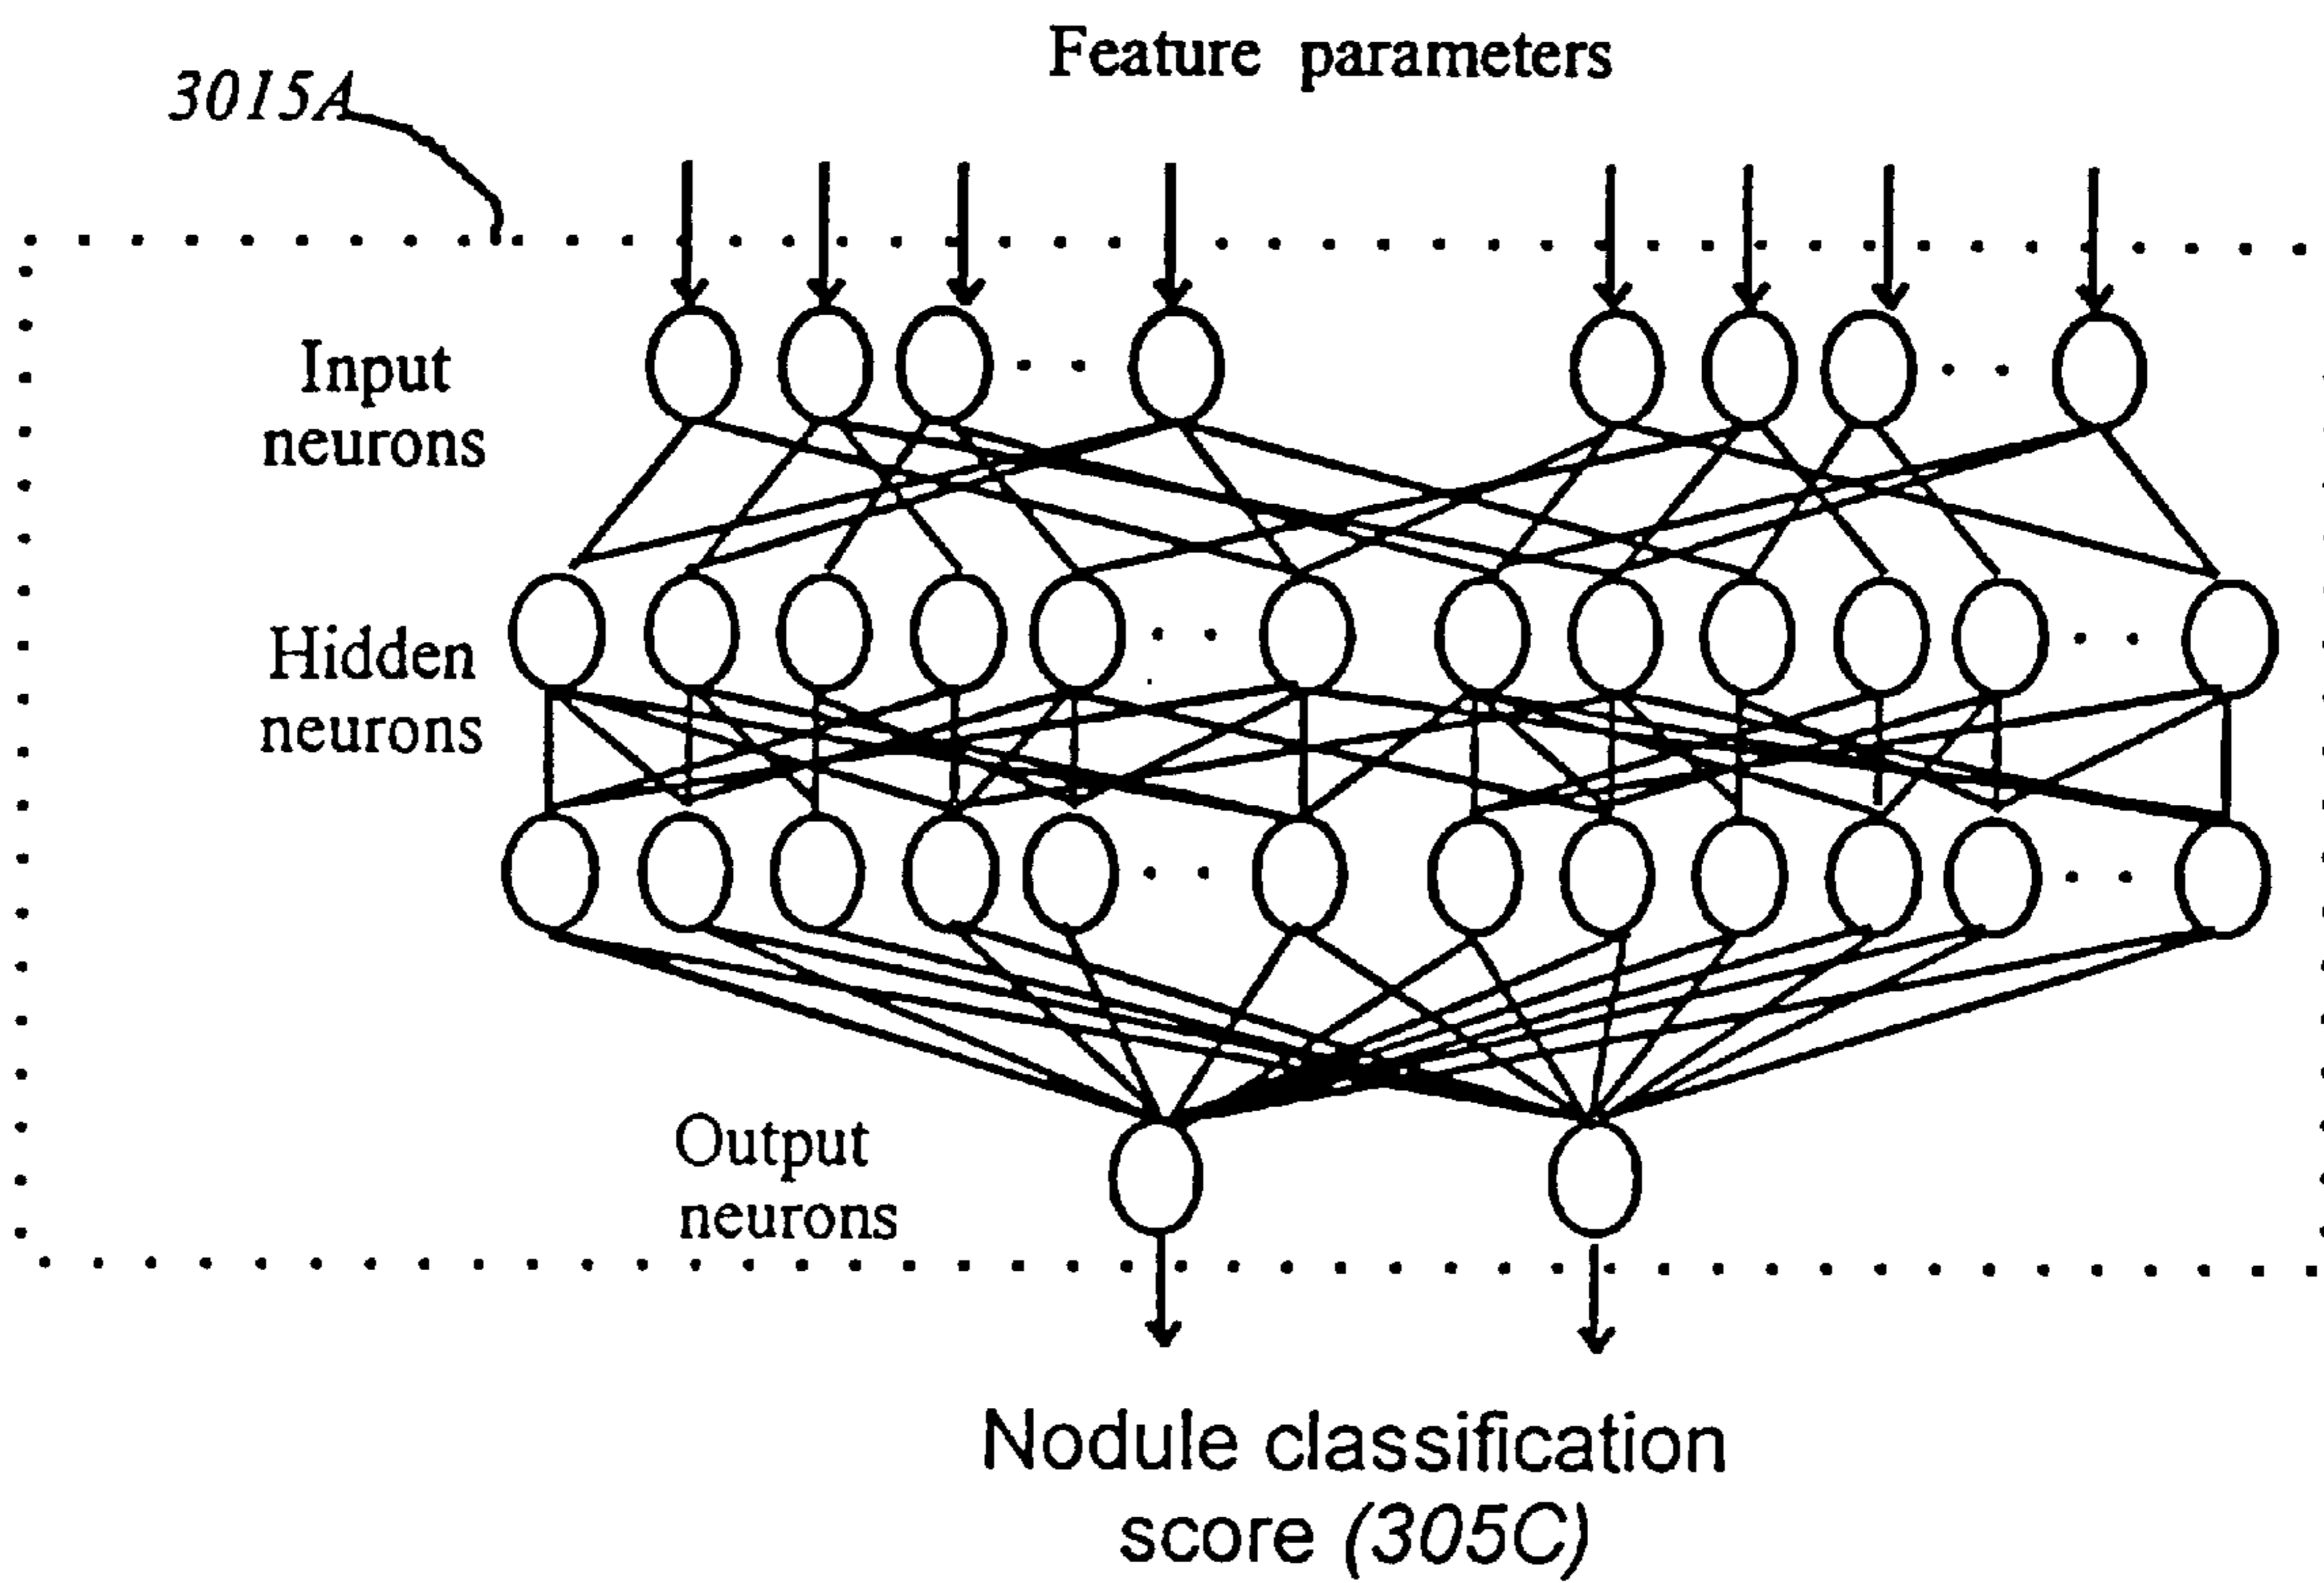 Feature parameters
3015A
Input
neurons
Hidden
neurons
Output
neurons
Nodule classification
score (305C)